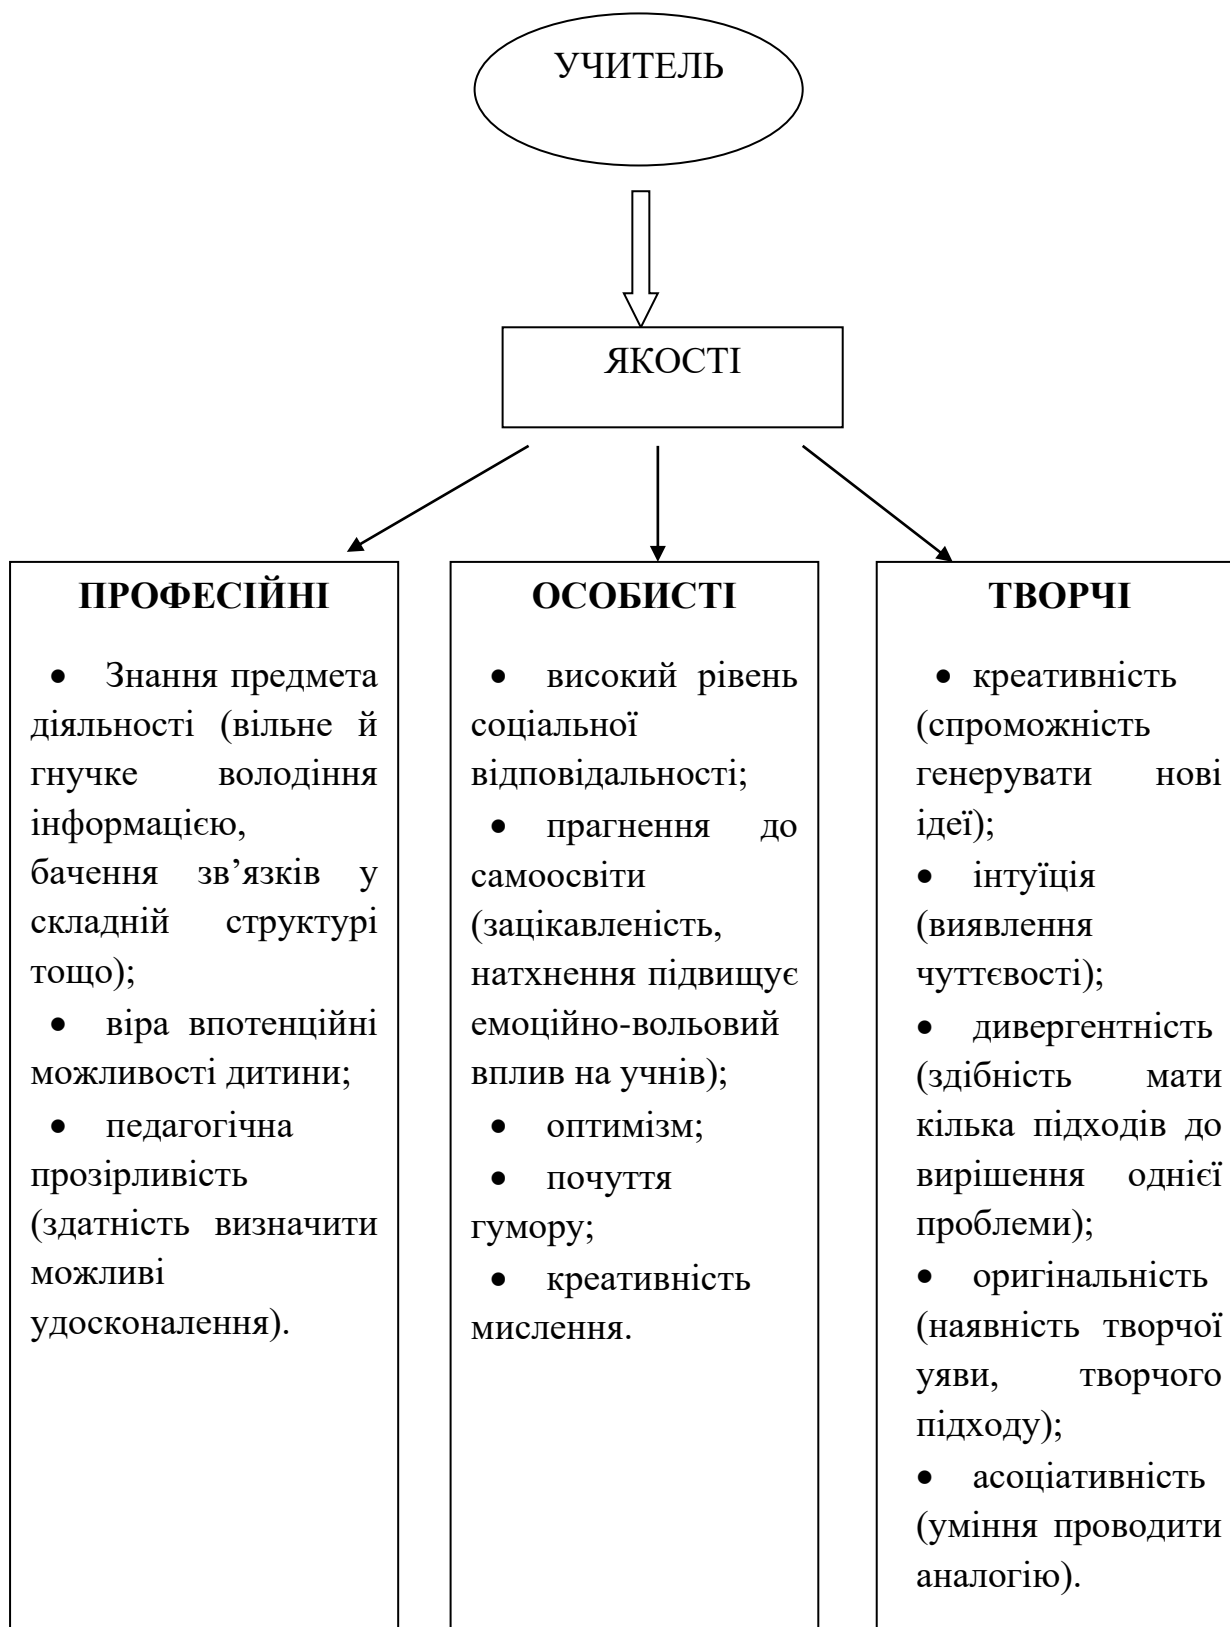 УЧИТЕЛЬ
ЯКОСТІ
ПРОФЕСІЙНІ
• Знання предмета
діяльності (вільне й
гнучке володіння
інформацією,
бачення зв’язків у
складній структурі
тощо);
• віра впотенційні
можливості дитини;
• педагогічна
прозірливість
(здатність визначити
можливі
удосконалення).
ОСОБИСТІ
• високий рівень
соціальної
відповідальності;
• прагнення до
самоосвіти
(зацікавленість,
натхнення підвищує
емоційно-вольовий
вплив на учнів);
• оптимізм;
• почуття
гумору;
• креативність
мислення.
ТВОРЧІ
• креативність
(спроможність
генерувати нові
ідеї);
• інтуїція
(виявлення
чуттєвості);
• дивергентність
(здібність мати
кілька підходів до
вирішення однієї
проблеми);
• оригінальність
(наявність творчої
уяви, творчого
підходу);
• асоціативність
(уміння проводити
аналогію).